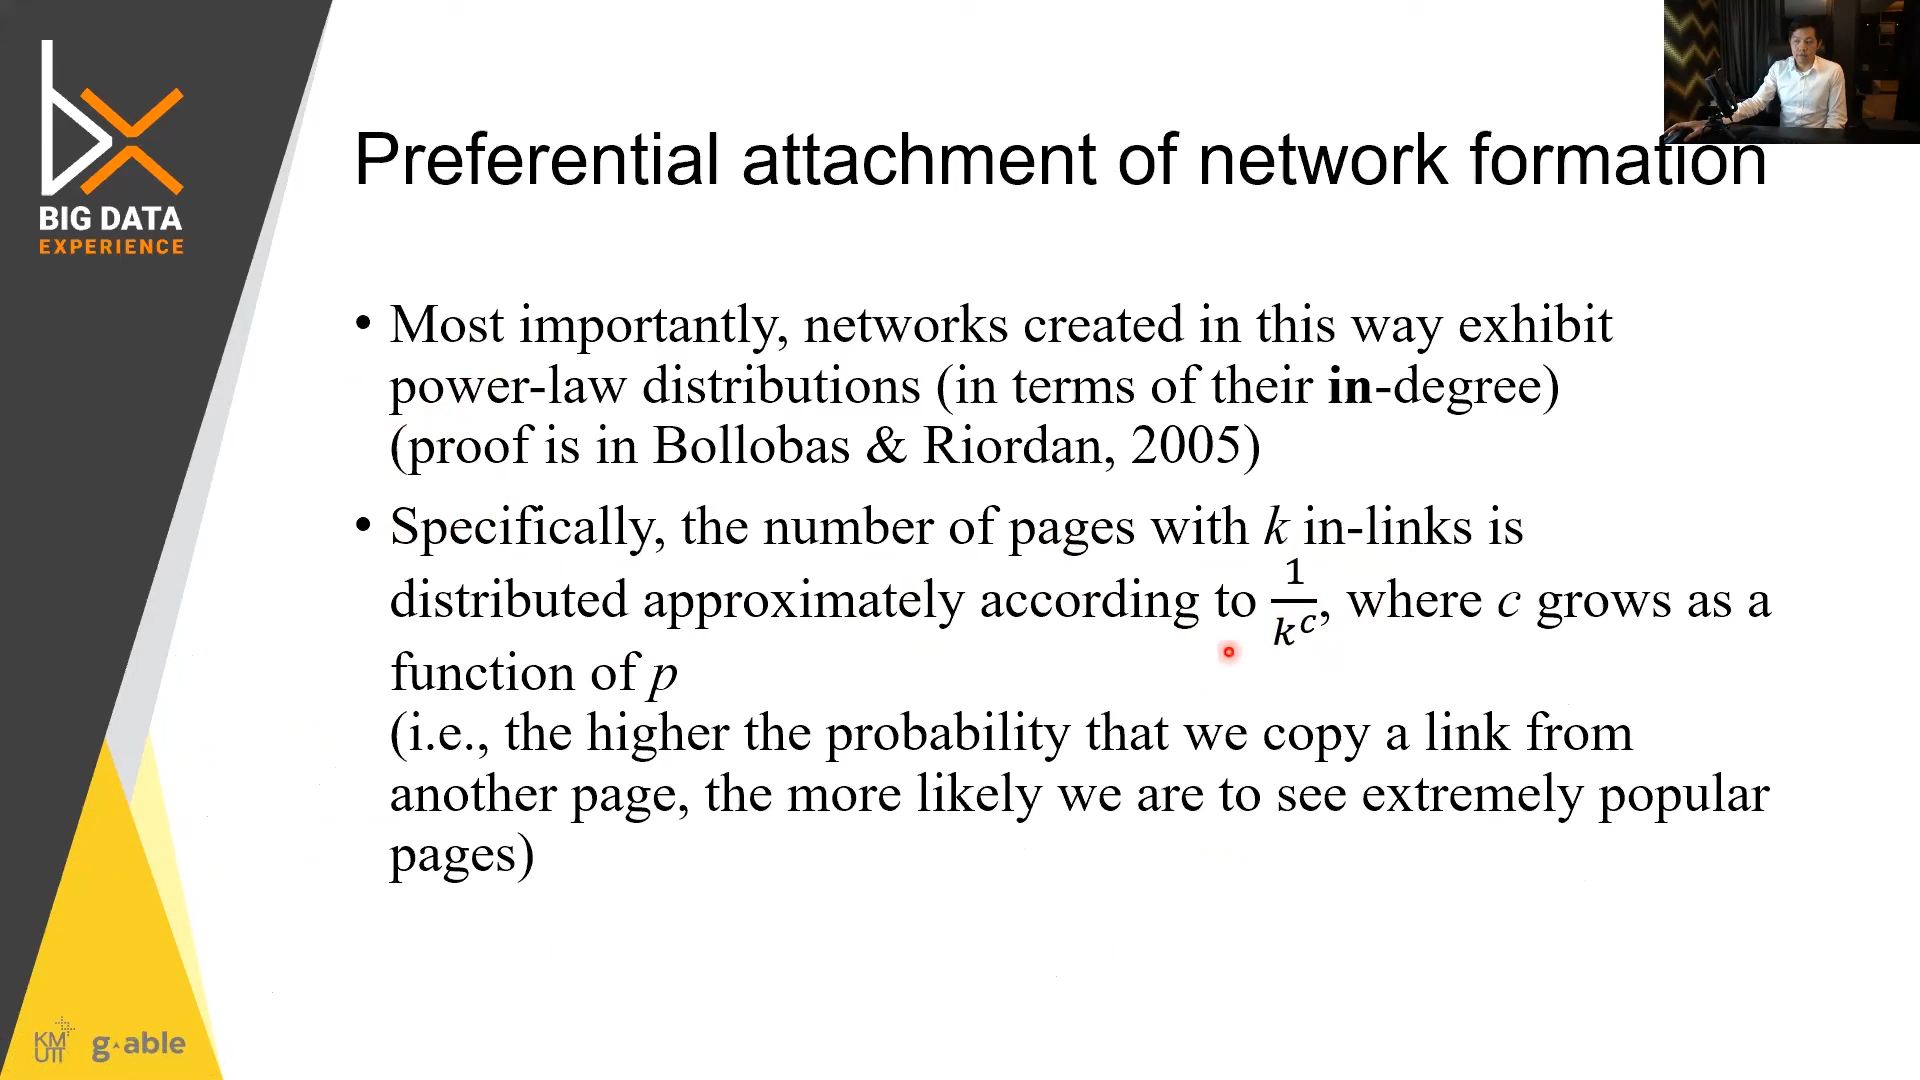 BIG DATA
EXPERIENCE
Preferential attachment of network formation
• Most importantly, networks created in this way exhibit
power-law distributions (in terms of their in-degree)
(proof is in Bollobas & Riordan, 2005)
• Specifically, the number of pages with k in-links is
distributed approximately according to 1/k^c, where c grows as a
function of p
(i.e., the higher the probability that we copy a link from
another page, the more likely we are to see extremely popular
pages)
KM
UTT
g·able